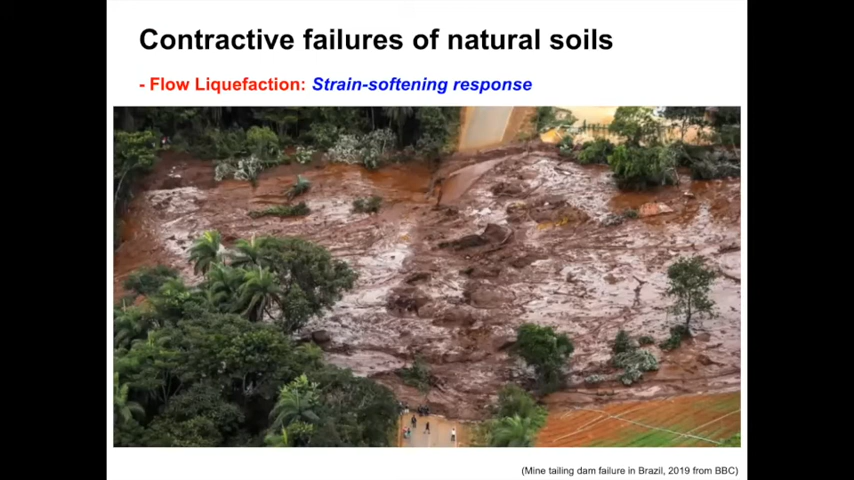 Contractive failures of natural soils
- Flow Liquefaction: Strain-softening response
(Mine tailing dam failure in Brazil, 2019 from BBC)